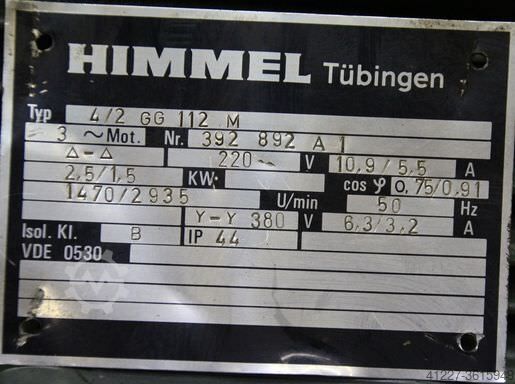 HIMMEL Tübingen
Typ 4/2 GG 112 M
3 ~ Mot. Nr. 392 892 A 1
Δ-Δ 220~ V 10,9/5,5 A
2,5/1,5 KW· cos φ 0,75/0,91
1470/2935 U/min 50 Hz
Y-Y 380 V 6,3/3,2 A
Isol. Kl. B IP 44
VDE 0530
41227-3615949